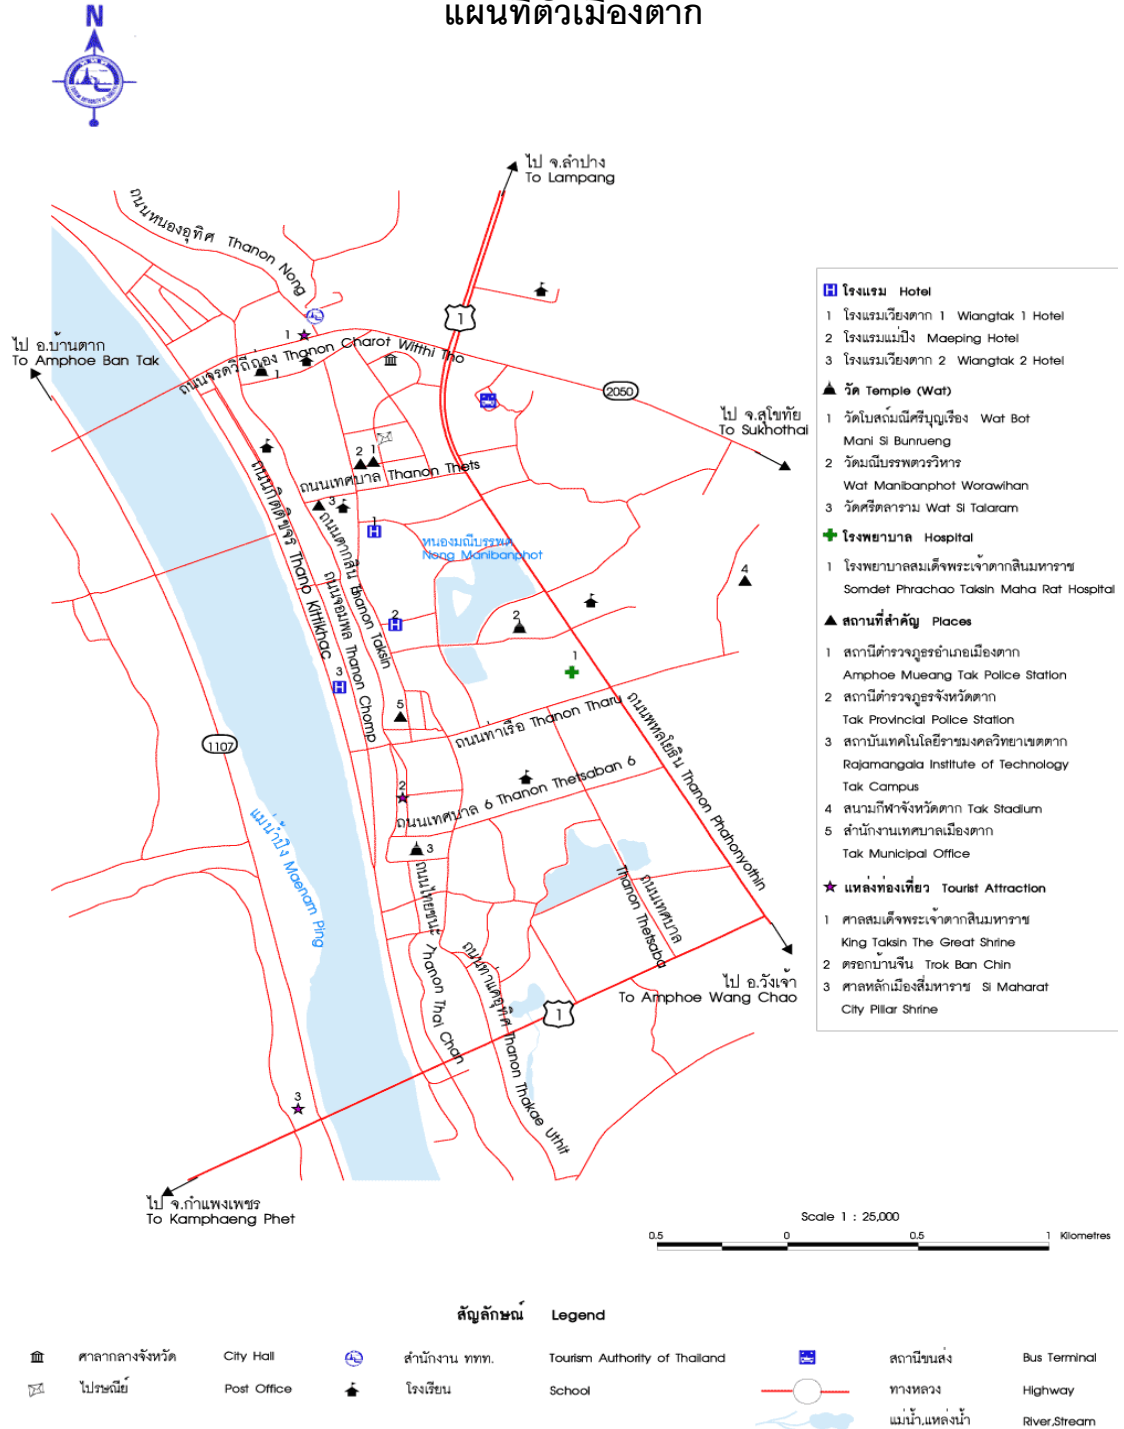 แผนที่ตัวเมืองตาก
N
ไป จ.ลำปาง
To Lampang
ถนนหนองอุทิศ Thanon Nong
1
1
ไป อ.บ้านตาก
To Amphoe Ban Tak
ถนนจรดวิถีถ่อง Thanon Charot Witthi Tho
1
2050
ไป จ.สุโขทัย
To Sukhothai
2 1
ถนนเทศบาล Thanon Thets
3
1
ถนนกิตติขจร Thano Kittikhac
ถนนตากสิน Thanon Taksin
ถนนจอมพล Thanon Chomp
หนองมณีบรรพต
Nong Manibanphot
4
2
2
1
3
5
ถนนท่าเรือ Thanon Tharu
ถนนพหลโยธิน Thanon Phahonyothin
1107
2
ถนนเทศบาล 6 Thanon Thetsaban 6
แม่น้ำปิง Maenam Ping
3
ถนนไทยชนะ Thanon Thai Chan
ถนนเทศบาล
Thanon Thetsaba
ถนนท่าแคอุทิศ Thanon Thakae Uthit
ไป อ.วังเจ้า
To Amphoe Wang Chao
1
3
ไป จ.กำแพงเพชร
To Kamphaeng Phet
โรงแรม Hotel
1 โรงแรมเวียงตาก 1 Wiangtak 1 Hotel
2 โรงแรมแม่ปิง Maeping Hotel
3 โรงแรมเวียงตาก 2 Wiangtak 2 Hotel
วัด Temple (Wat)
1 วัดโบสถ์มณีศรีบุญเรือง Wat Bot
Mani Si Bunrueng
2 วัดมณีบรรพตวรวิหาร
Wat Manibanphot Worawihan
3 วัดศรีตลาราม Wat Si Talaram
โรงพยาบาล Hospital
1 โรงพยาบาลสมเด็จพระเจ้าตากสินมหาราช
Somdet Phrachao Taksin Maha Rat Hospital
สถานที่สำคัญ Places
1 สถานีตำรวจภูธรอำเภอเมืองตาก
Amphoe Mueang Tak Police Station
2 สถานีตำรวจภูธรจังหวัดตาก
Tak Provincial Police Station
3 สถาบันเทคโนโลยีราชมงคลวิทยาเขตตาก
Rajamangala Institute of Technology
Tak Campus
4 สนามกีฬาจังหวัดตาก Tak Stadium
5 สำนักงานเทศบาลเมืองตาก
Tak Municipal Office
แหล่งท่องเที่ยว Tourist Attraction
1 ศาลสมเด็จพระเจ้าตากสินมหาราช
King Taksin The Great Shrine
2 ตรอกบ้านจีน Trok Ban Chin
3 ศาลหลักเมืองสี่มหาราช Si Maharat
City Pillar Shrine
Scale 1 : 25,000
0.5 0 0.5 1 Kilometres
สัญลักษณ์ Legend
ศาลากลางจังหวัด City Hall
สำนักงาน ททท. Tourism Authority of Thailand
สถานีขนส่ง Bus Terminal
ไปรษณีย์ Post Office
โรงเรียน School
ทางหลวง Highway
แม่น้ำ,แหล่งน้ำ River,Stream